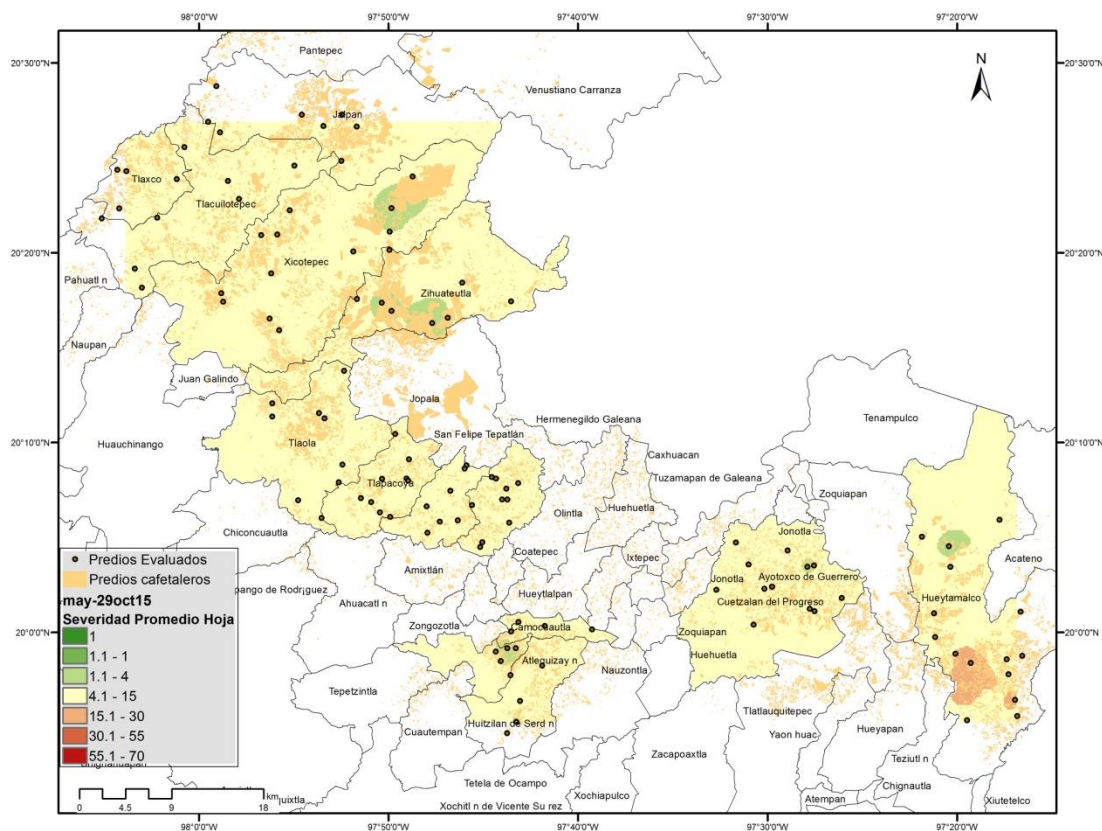 98°0'0"W 97°50'0"W 97°40'0"W 97°30'0"W 97°20'0"W
20°30'0"N
20°30'0"N
Pantepec
N
Venustiano Carranza
Jalpan
Tlaxco
Tlacuilotepec
20°20'0"N
20°20'0"N
Xicotepec
Pahuatl n
Zihuateutla
Naupan
Juan Galindo
Jopala
Hermenegildo Galeana
Tenampulco
20°10'0"N
20°10'0"N
Huauchinango
Tlaola
San Felipe Tepatlán
Caxhuacan
Tuzamapan de Galeana
Zoquiapan
Tlapacoya
Olintla
Huehuetla
Chiconcuautla
Jonotla
Acateno
Coatepec
Ixtepec
Amixtlán
Jonotla
Ayotoxco de Guerrero
Hueytamalco
Hueytlalpan
pango de Rodríguez
Ahuacatl n
Cuetzalan del Progreso
20°0'0"N
Zongozotla
Camocuautla
Zoquiapan
20°0'0"N
Huehuetla
Atlequizay n
Nauzontla
Tepetzintla
Tlatlauquitepec
Huitzilan de Serd n
Cuautempan
Yaon huac
Hueyapan
Zacapoaxtla
Teziutl n
Tetela de Ocampo
Chignautla
Xochiapulco
Atempan
Xiutetelco
Xochitl n de Vicente Su rez
Predios Evaluados
Predios cafetaleros
may-29oct15
Severidad Promedio Hoja
1
1.1 - 1
1.1 - 4
4.1 - 15
15.1 - 30
30.1 - 55
55.1 - 70
km
0 4.5 9 18
98°0'0"W 97°50'0"W 97°40'0"W 97°30'0"W 97°20'0"W